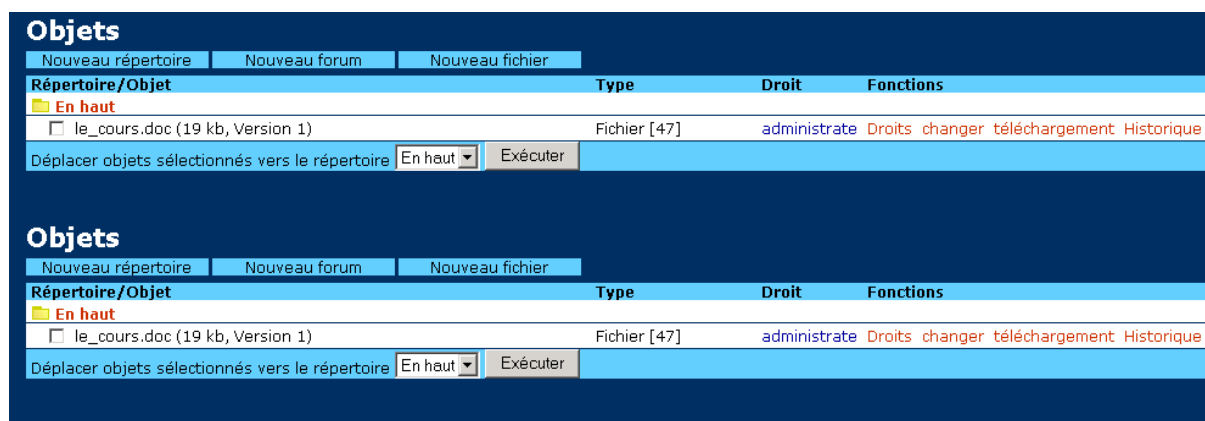 Objets
Nouveau répertoire Nouveau forum Nouveau fichier
Répertoire/Objet Type Droit Fonctions
En haut
le_cours.doc (19 kb, Version 1) Fichier [47] administrate Droits changer téléchargement Historique
Déplacer objets sélectionnés vers le répertoire En haut Exécuter
Objets
Nouveau répertoire Nouveau forum Nouveau fichier
Répertoire/Objet Type Droit Fonctions
En haut
le_cours.doc (19 kb, Version 1) Fichier [47] administrate Droits changer téléchargement Historique
Déplacer objets sélectionnés vers le répertoire En haut Exécuter